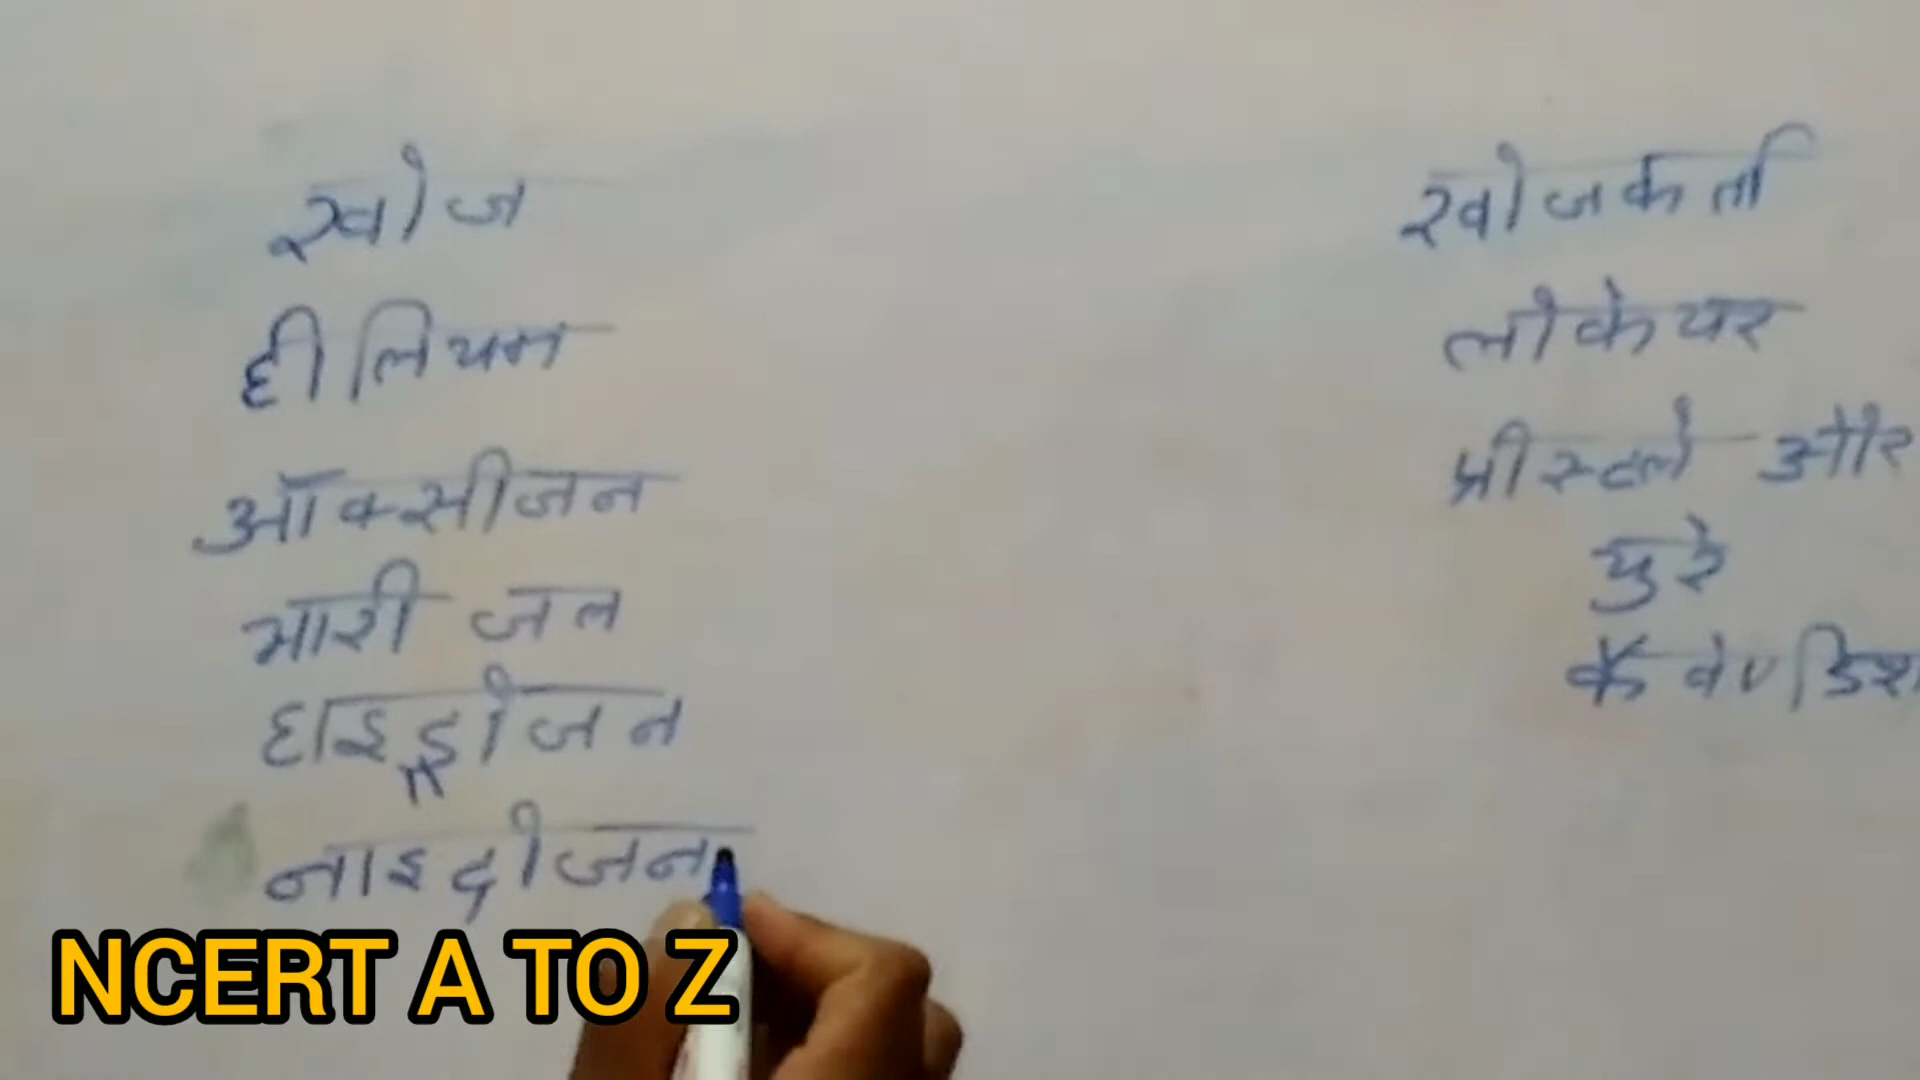 खोज खोजकर्ता
हीलियम लोकेयर
ऑक्सीजन प्रीस्टले और
भारी जल युरे
हाइड्रोजन कैवेण्डिश
नाइट्रोजन
NCERT A TO Z